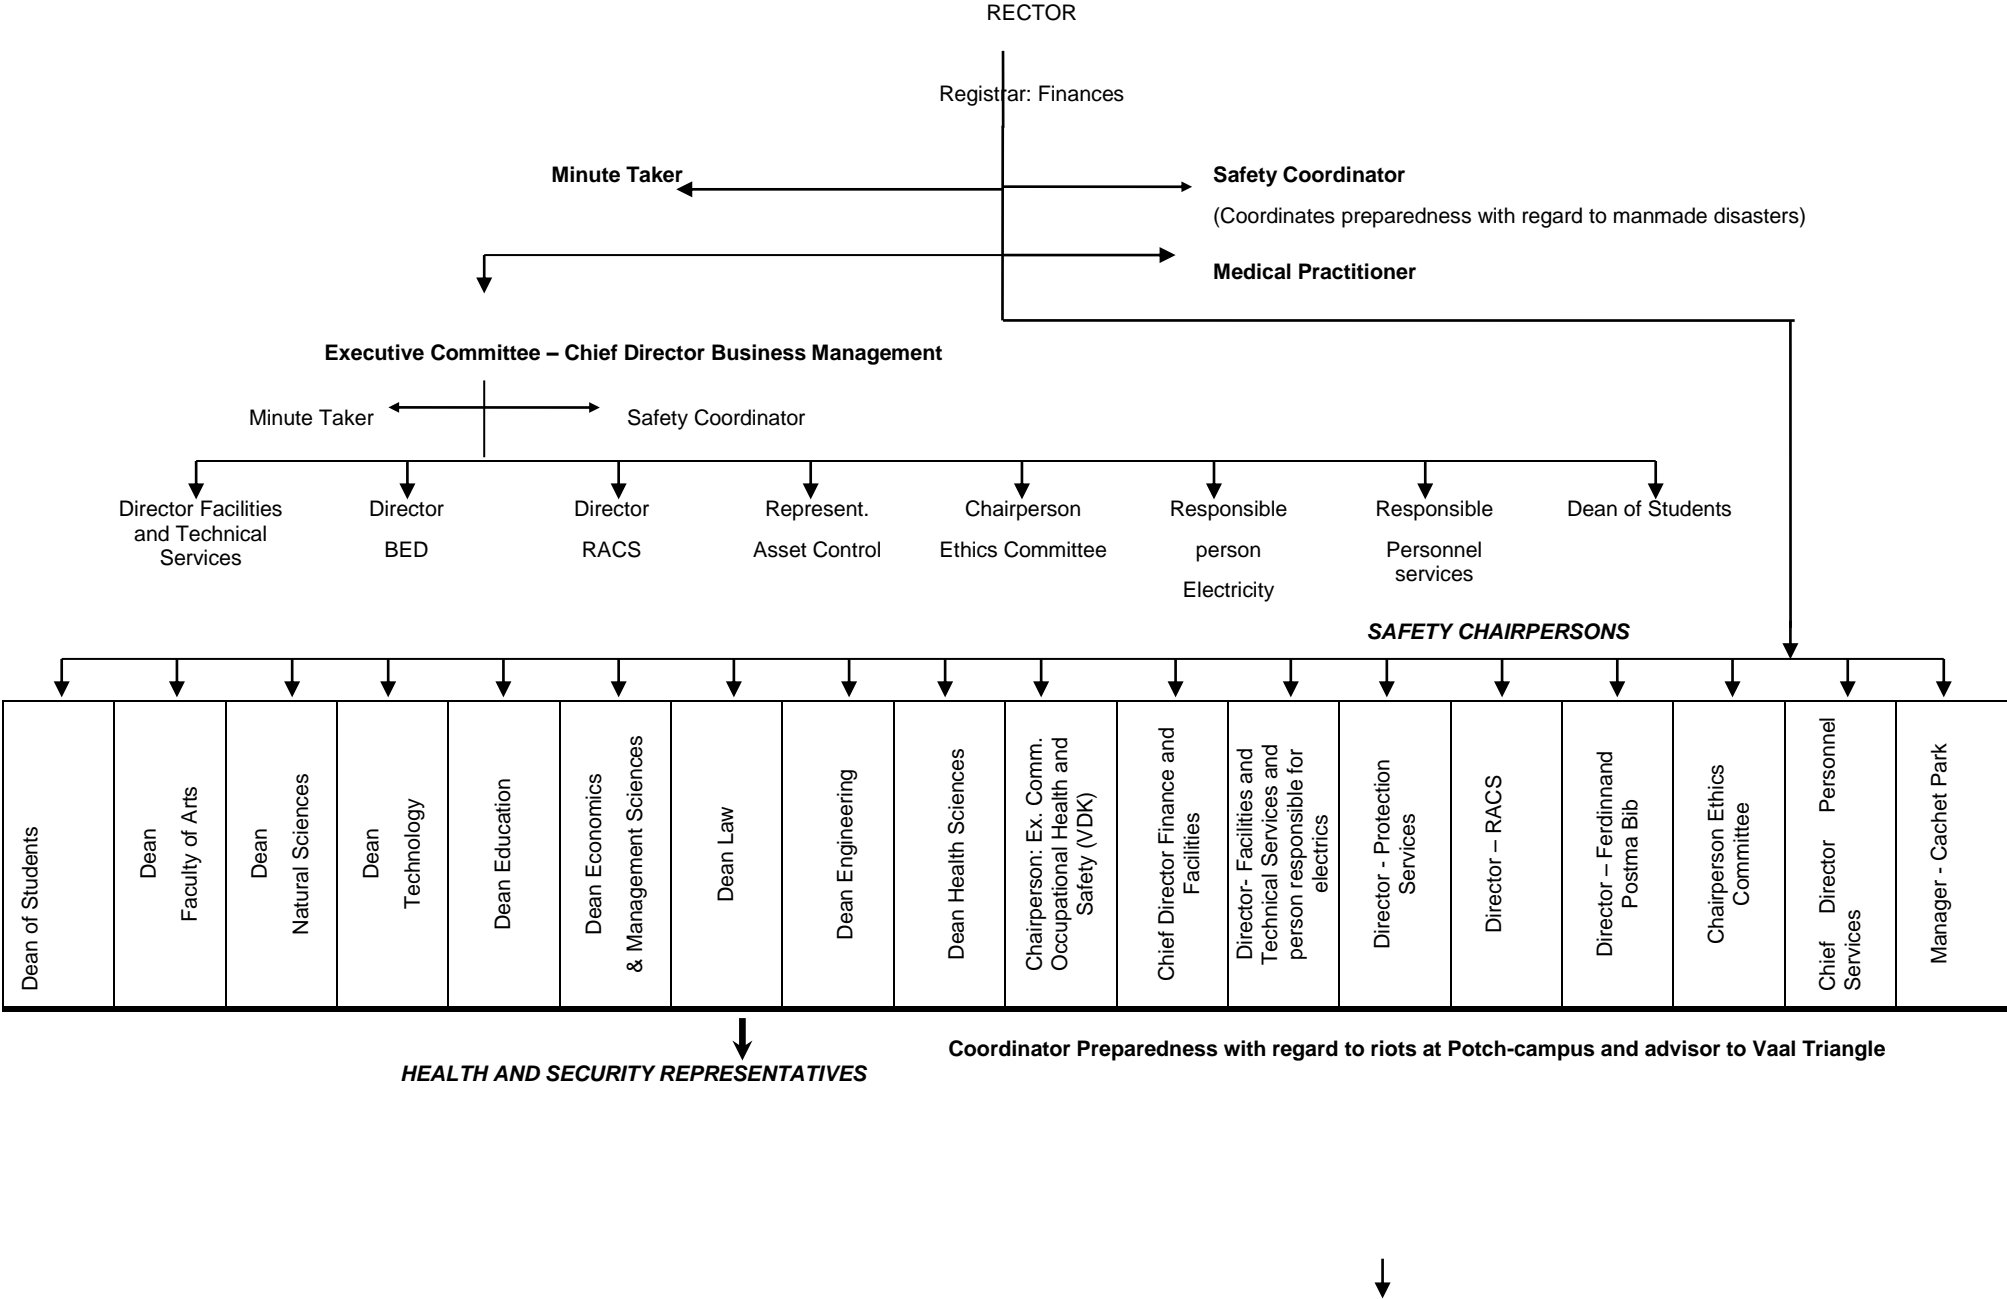 RECTOR
Registrar: Finances
Minute Taker
Safety Coordinator
(Coordinates preparedness with regard to manmade disasters)
Medical Practitioner
Executive Committee – Chief Director Business Management
Minute Taker
Safety Coordinator
Director Facilities
and Technical
Services
Director
BED
Director
RACS
Represent.
Asset Control
Chairperson
Ethics Committee
Responsible
person
Electricity
Responsible
Personnel
services
Dean of Students
SAFETY CHAIRPERSONS
Dean of Students
Dean
Faculty of Arts
Dean
Natural Sciences
Dean
Technology
Dean Education
Dean Economics
& Management Sciences
Dean Law
Dean Engineering
Dean Health Sciences
Chairperson: Ex. Comm.
Occupational Health and
Safety (VDK)
Chief Director Finance and
Facilities
Director- Facilities and
Technical Services and
person responsible for
electrics
Director - Protection
Services
Director – RACS
Director – Ferdinnand
Postma Bib
Chairperson Ethics
Committee
Chief Director Personnel
Services
Manager - Cachet Park
Coordinator Preparedness with regard to riots at Potch-campus and advisor to Vaal Triangle
HEALTH AND SECURITY REPRESENTATIVES